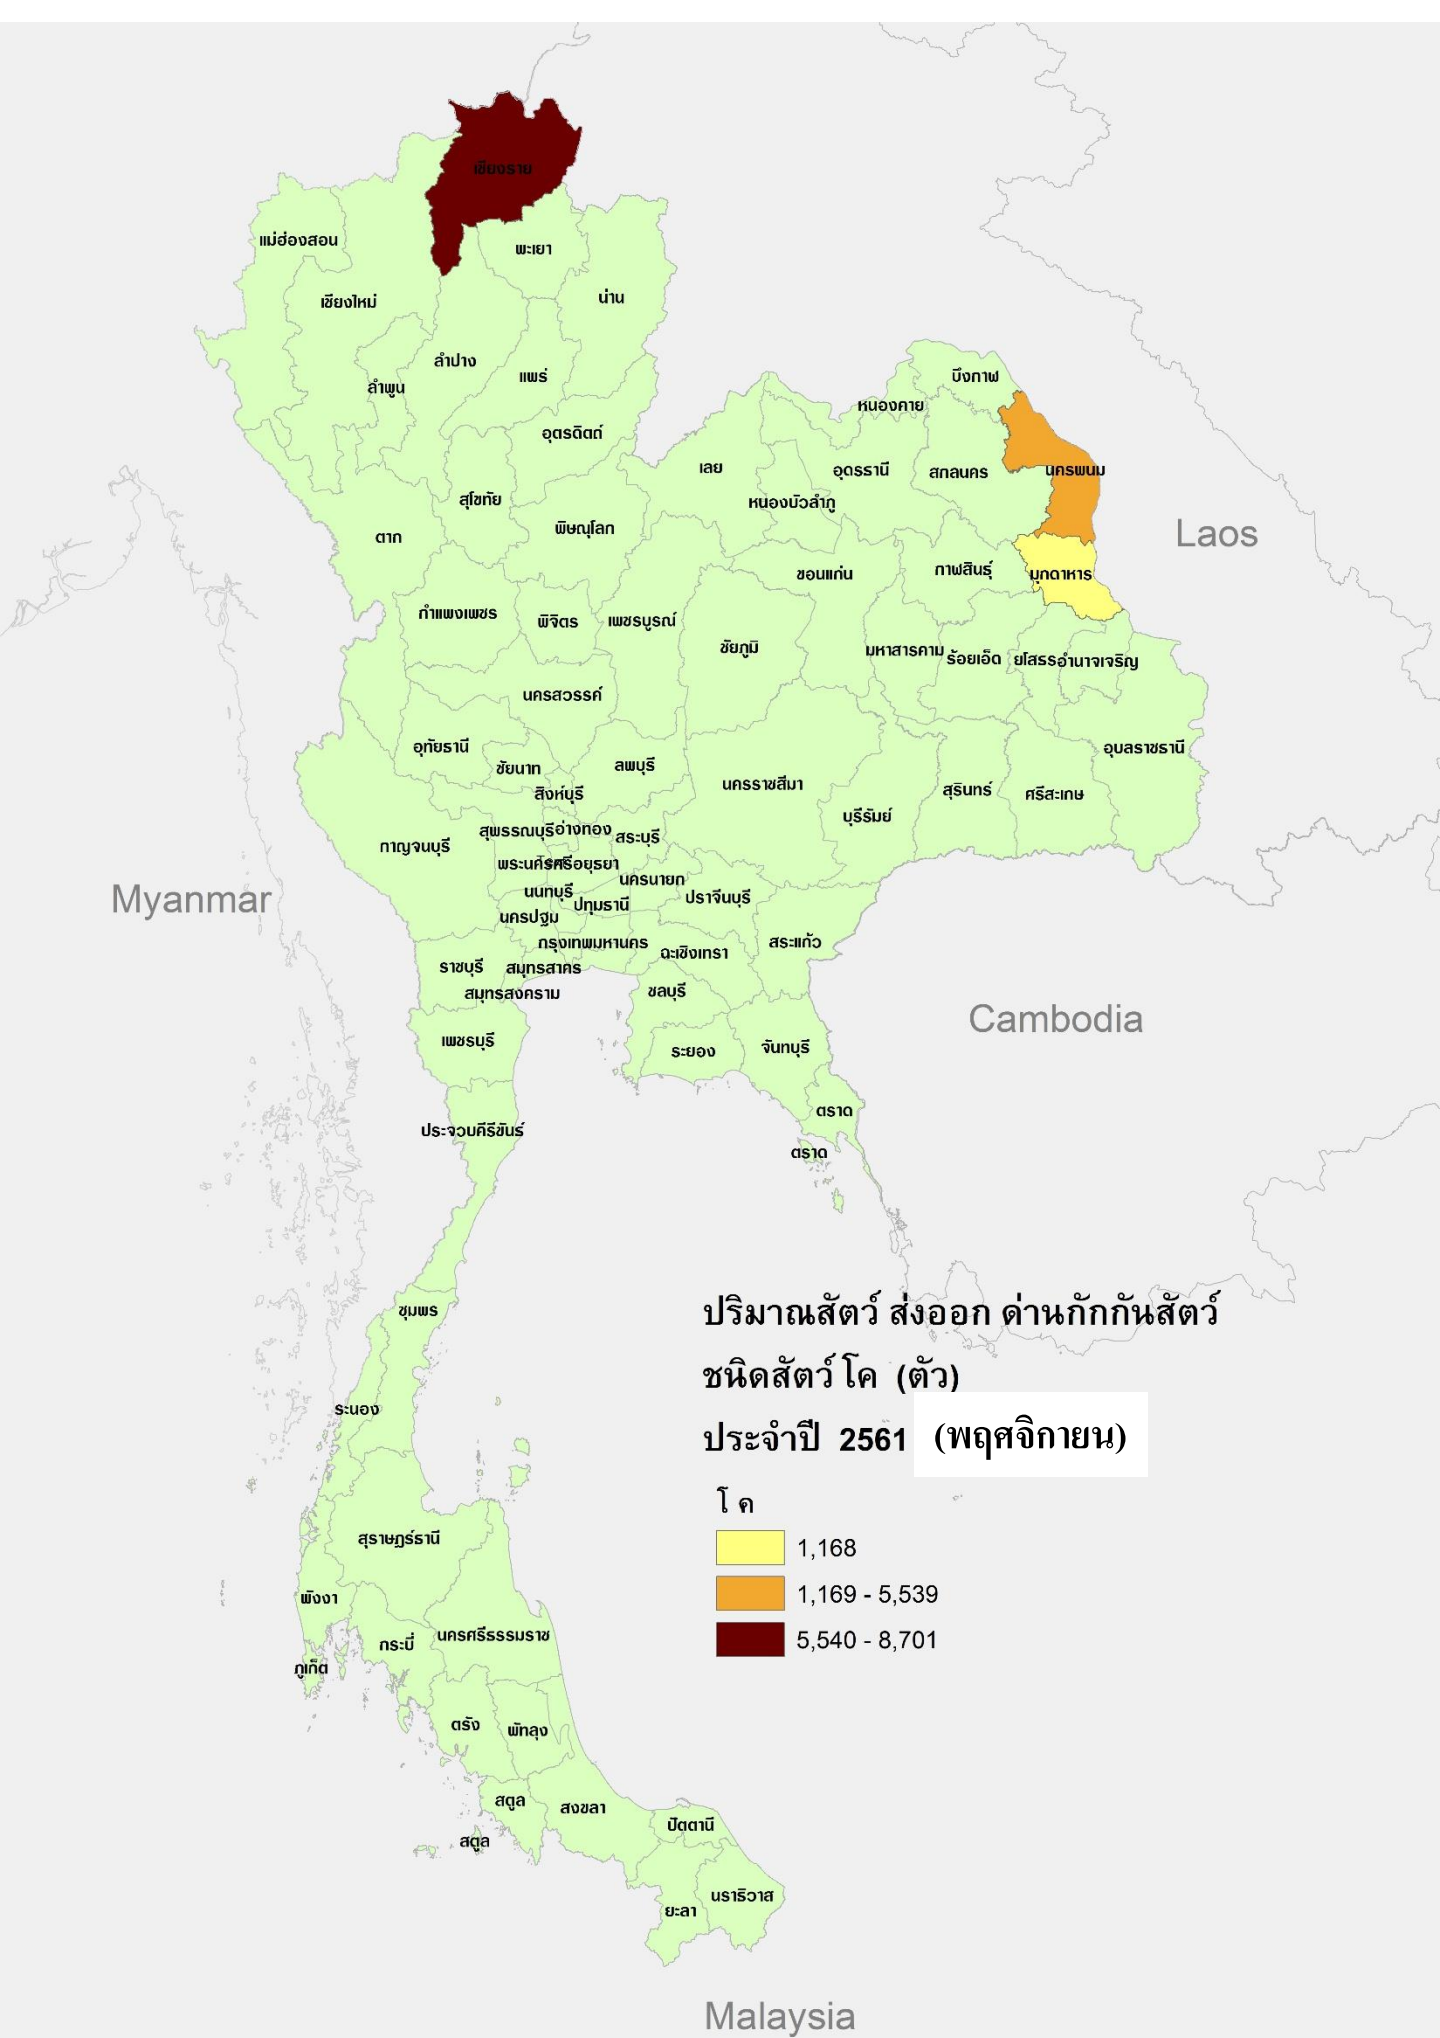 เชียงราย
แม่ฮ่องสอน
พะเยา
เชียงใหม่
น่าน
ลำปาง
แพร่
ลำพูน
บึงกาฬ
หนองคาย
อุตรดิตถ์
เลย
อุดรธานี
สกลนคร
นครพนม
สุโขทัย
หนองบัวลำภู
พิษณุโลก
ตาก
Laos
ขอนแก่น
กาฬสินธุ์
มุกดาหาร
กำแพงเพชร
พิจิตร
เพชรบูรณ์
ชัยภูมิ
มหาสารคาม
ร้อยเอ็ด
ยโสธร
อำนาจเจริญ
นครสวรรค์
อุทัยธานี
ชัยนาท
ลพบุรี
อุบลราชธานี
นครราชสีมา
สิงห์บุรี
สุรินทร์
ศรีสะเกษ
บุรีรัมย์
สุพรรณบุรี
อ่างทอง
สระบุรี
กาญจนบุรี
พระนครศรีอยุธยา
นครนายก
Myanmar
นนทบุรี
ปทุมธานี
ปราจีนบุรี
นครปฐม
กรุงเทพมหานคร
ฉะเชิงเทรา
สระแก้ว
ราชบุรี
สมุทรสาคร
สมุทรสงคราม
ชลบุรี
Cambodia
เพชรบุรี
ระยอง
จันทบุรี
ตราด
ประจวบคีรีขันธ์
ตราด
ชุมพร
ปริมาณสัตว์ ส่งออก ด่านกักกันสัตว์
ชนิดสัตว์ โค (ตัว)
ประจำปี 2561 (พฤศจิกายน)
ระนอง
โค
1,168
1,169 - 5,539
5,540 - 8,701
สุราษฎร์ธานี
พังงา
กระบี่
นครศรีธรรมราช
ภูเก็ต
ตรัง
พัทลุง
สตูล
สงขลา
ปัตตานี
สตูล
นราธิวาส
ยะลา
Malaysia